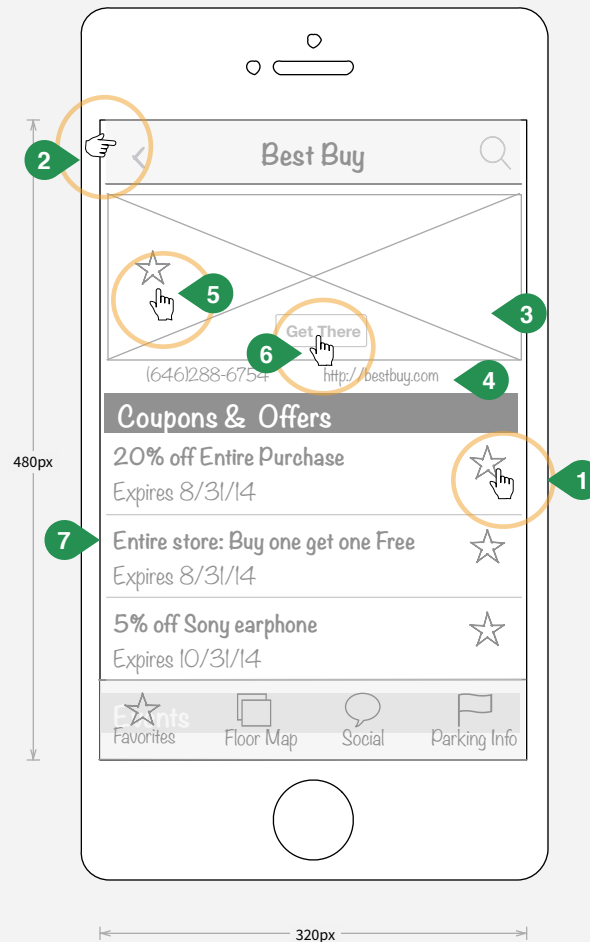 2
Best Buy
5
3
Get There
6
(646)288-6754
http://bestbuy.com
4
Coupons & Offers
480px
20% off Entire Purchase
Expires 8/31/14
1
7
Entire store: Buy one get one Free
Expires 8/31/14
5% off Sony earphone
Expires 10/31/14
Events
Favorites
Floor Map
Social
Parking Info
320px